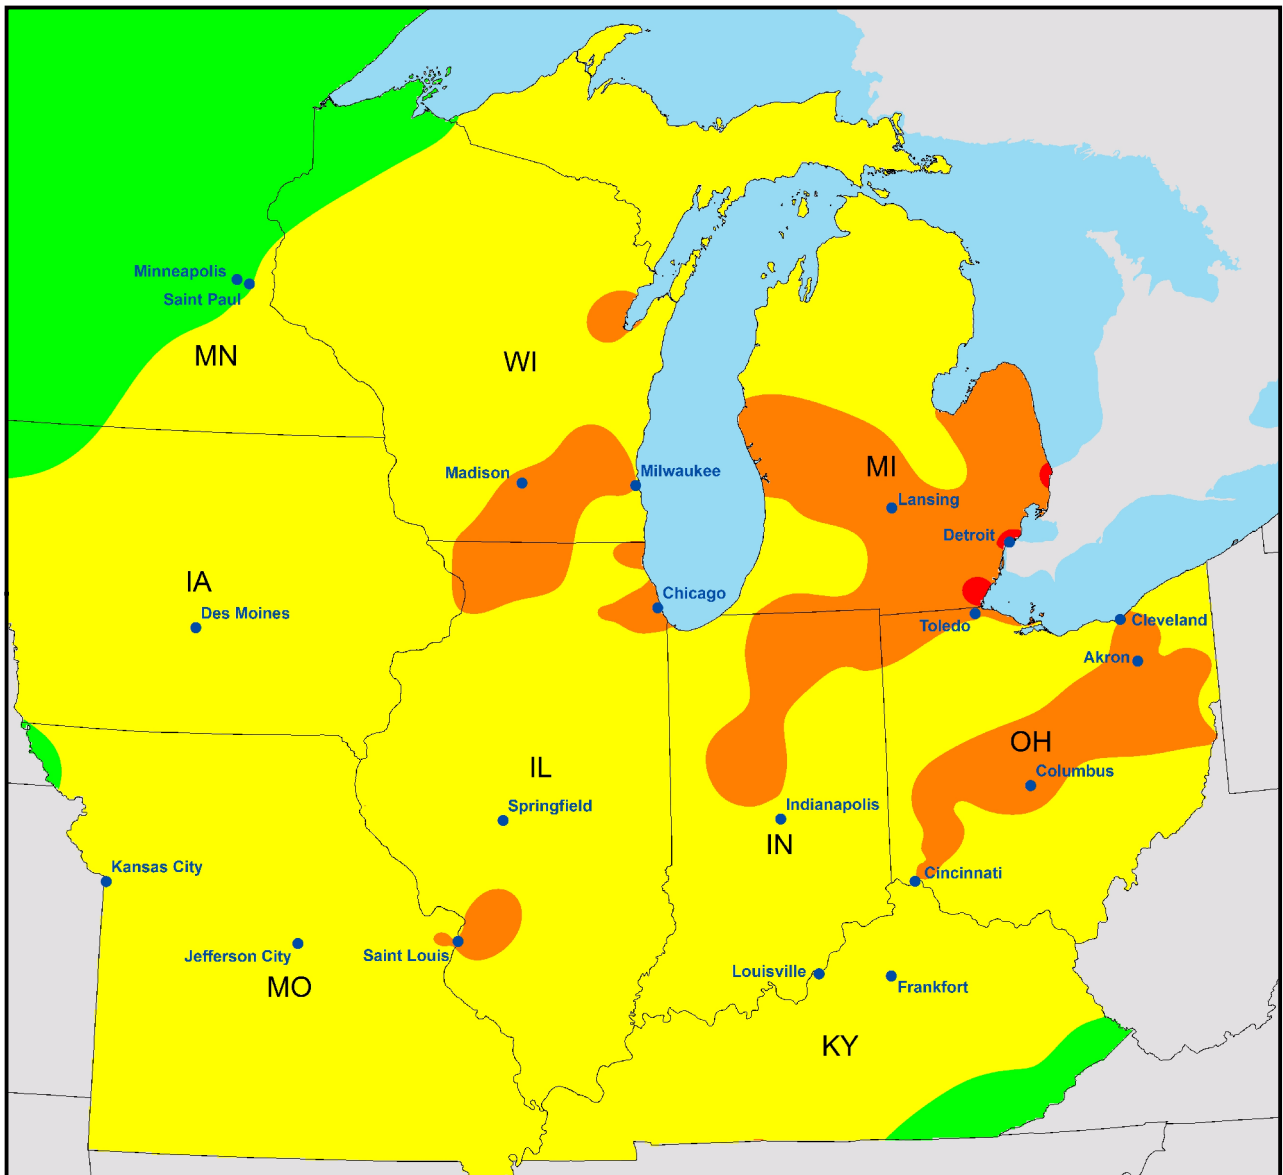 Minneapolis
Saint Paul
MN
WI
Madison
Milwaukee
MI
Lansing
Detroit
IA
Des Moines
Chicago
Toledo
Cleveland
Akron
OH
Columbus
IL
Springfield
Indianapolis
IN
Kansas City
Cincinnati
Jefferson City
Saint Louis
MO
Louisville
Frankfort
KY